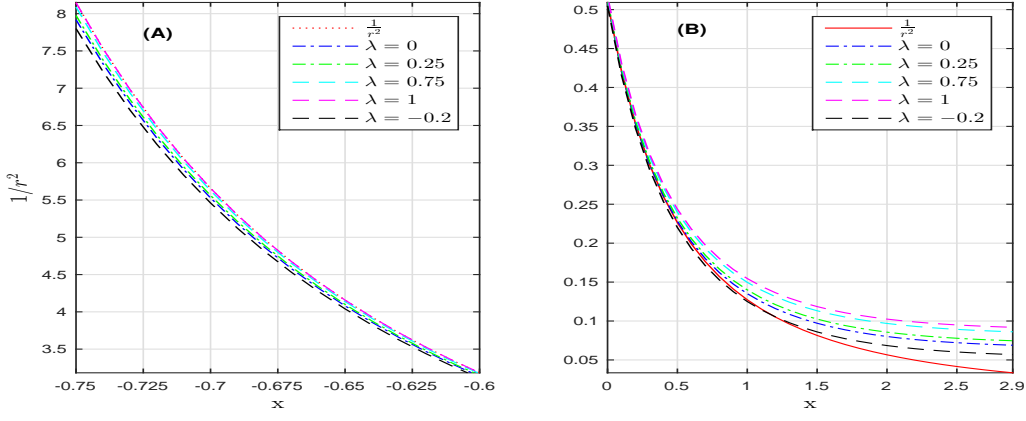 8
7.5
7
6.5
6
5.5
5
4.5
4
3.5
1/r²
-0.75
-0.725
-0.7
-0.675
-0.65
-0.625
-0.6
x
(A)
1/r²
λ = 0
λ = 0.25
λ = 0.75
λ = 1
λ = −0.2
0.5
0.45
0.4
0.35
0.3
0.25
0.2
0.15
0.1
0.05
0
0.5
1
1.5
2
2.5
2.9
x
(B)
1/r²
λ = 0
λ = 0.25
λ = 0.75
λ = 1
λ = −0.2